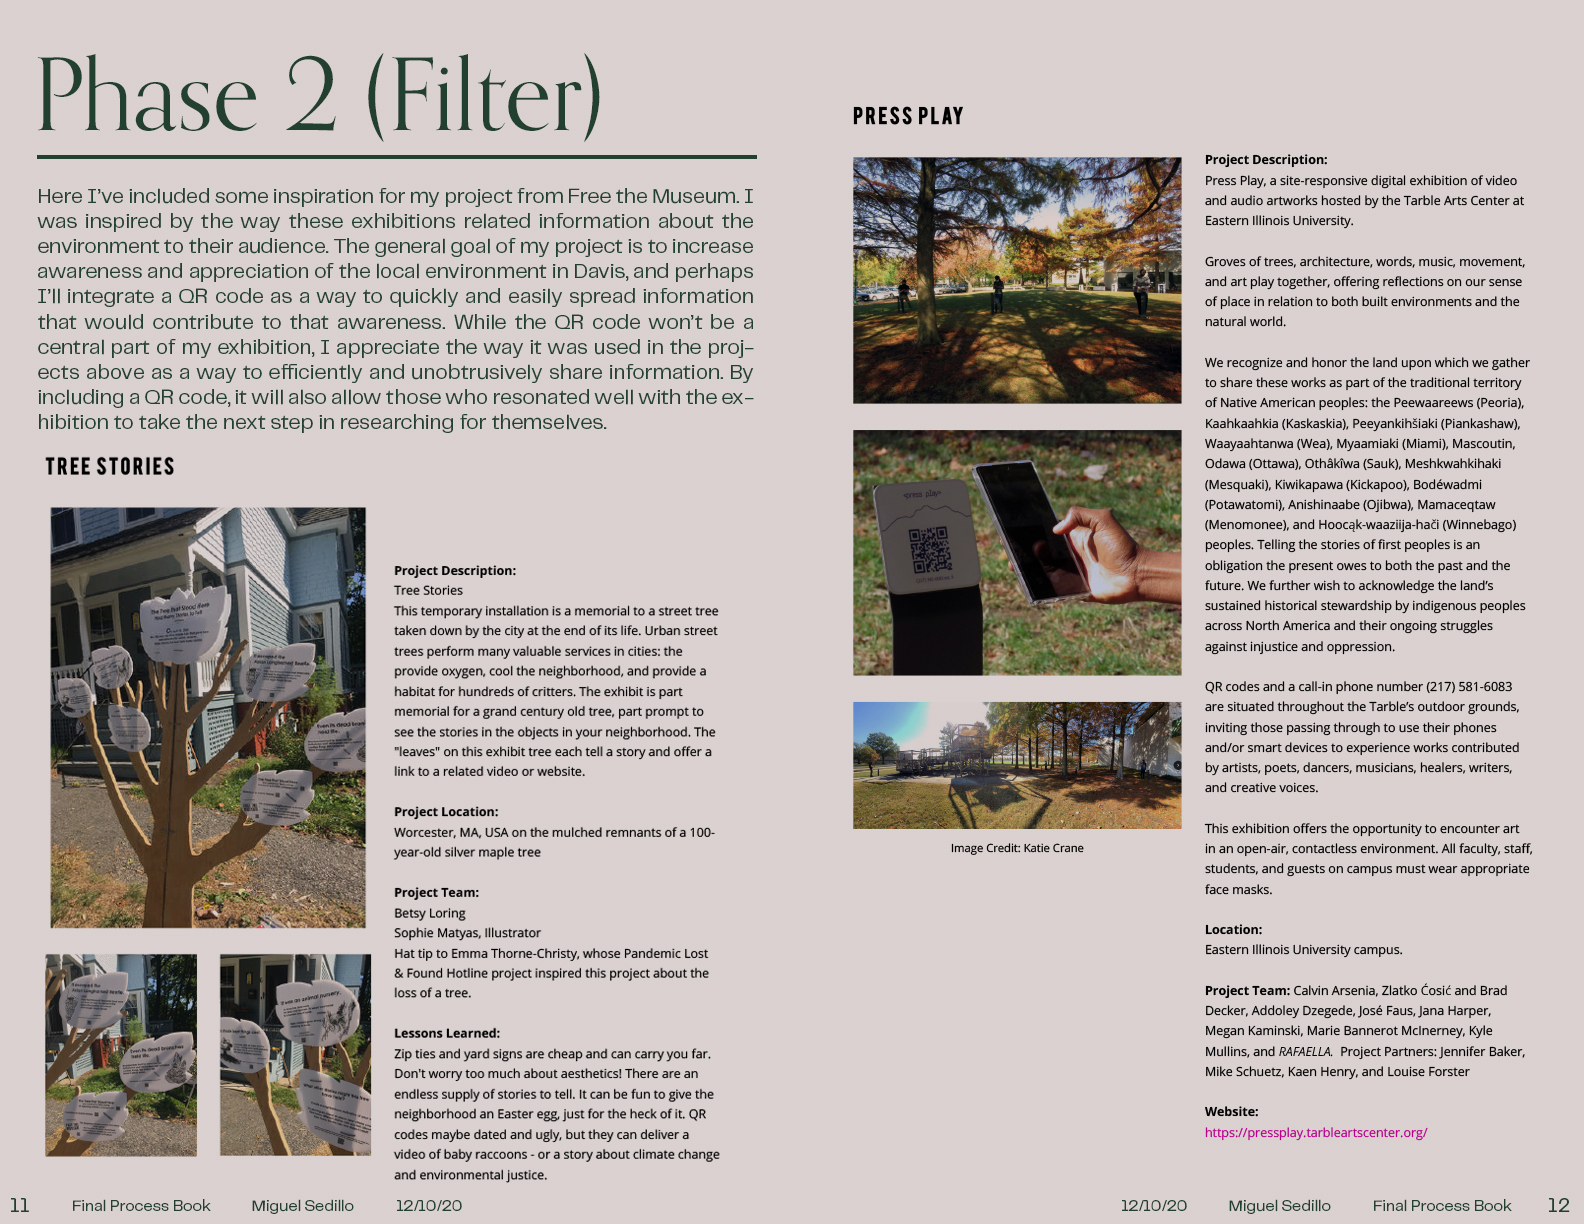 Phase 2 (Filter)
Here I've included some inspiration for my project from Free the Museum. I
was inspired by the way these exhibitions related information about the
environment to their audience. The general goal of my project is to increase
awareness and appreciation of the local environment in Davis, and perhaps
I'll integrate a QR code as a way to quickly and easily spread information
that would contribute to that awareness. While the QR code won't be a
central part of my exhibition, I appreciate the way it was used in the proj-
ects above as a way to efficiently and unobtrusively share information. By
including a QR code, it will also allow those who resonated well with the ex-
hibition to take the next step in researching for themselves.
TREE STORIES
The Tree that Stood Here
Has Many Stories to Tell
Even its dead branches
held life.
I was an animal nursery.
Project Description:
Tree Stories
This temporary installation is a memorial to a street tree
taken down by the city at the end of its life. Urban street
trees perform many valuable services in cities: the
provide oxygen, cool the neighborhood, and provide a
habitat for hundreds of critters. The exhibit is part
memorial for a grand century old tree, part prompt to
see the stories in the objects in your neighborhood. The
"leaves" on this exhibit tree each tell a story and offer a
link to a related video or website.
Project Location:
Worcester, MA, USA on the mulched remnants of a 100-
year-old silver maple tree
Project Team:
Betsy Loring
Sophie Matyas, Illustrator
Hat tip to Emma Thorne-Christy, whose Pandemic Lost
& Found Hotline project inspired this project about the
loss of a tree.
Lessons Learned:
Zip ties and yard signs are cheap and can carry you far.
Don't worry too much about aesthetics! There are an
endless supply of stories to tell. It can be fun to give the
neighborhood an Easter egg, just for the heck of it. QR
codes maybe dated and ugly, but they can deliver a
video of baby raccoons - or a story about climate change
and environmental justice.
11 Final Process Book Miguel Sedillo 12/10/20
PRESS PLAY
press play
Image Credit: Katie Crane
Project Description:
Press Play, a site-responsive digital exhibition of video
and audio artworks hosted by the Tarble Arts Center at
Eastern Illinois University.
Groves of trees, architecture, words, music, movement,
and art play together, offering reflections on our sense
of place in relation to both built environments and the
natural world.
We recognize and honor the land upon which we gather
to share these works as part of the traditional territory
of Native American peoples: the Peewaareews (Peoria),
Kaahkaahkia (Kaskaskia), Peeyankihšiaki (Piankashaw),
Waayaahtanwa (Wea), Myaamiaki (Miami), Mascoutin,
Odawa (Ottawa), Othâkîwa (Sauk), Meshkwahkihaki
(Mesquaki), Kiwikapawa (Kickapoo), Bodéwadmi
(Potawatomi), Anishinaabe (Ojibwa), Mamaceqtaw
(Menomonee), and Hoocąk-waaziija-hači (Winnebago)
peoples. Telling the stories of first peoples is an
obligation the present owes to both the past and the
future. We further wish to acknowledge the land's
sustained historical stewardship by indigenous peoples
across North America and their ongoing struggles
against injustice and oppression.
QR codes and a call-in phone number (217) 581-6083
are situated throughout the Tarble's outdoor grounds,
inviting those passing through to use their phones
and/or smart devices to experience works contributed
by artists, poets, dancers, musicians, healers, writers,
and creative voices.
This exhibition offers the opportunity to encounter art
in an open-air, contactless environment. All faculty, staff,
students, and guests on campus must wear appropriate
face masks.
Location:
Eastern Illinois University campus.
Project Team: Calvin Arsenia, Zlatko Ćosić and Brad
Decker, Addoley Dzegede, José Faus, Jana Harper,
Megan Kaminski, Marie Bannerot McInerney, Kyle
Mullins, and RAFAELLA. Project Partners: Jennifer Baker,
Mike Schuetz, Kaen Henry, and Louise Forster
Website:
https://pressplay.tarbleartscenter.org/
12/10/20 Miguel Sedillo Final Process Book 12